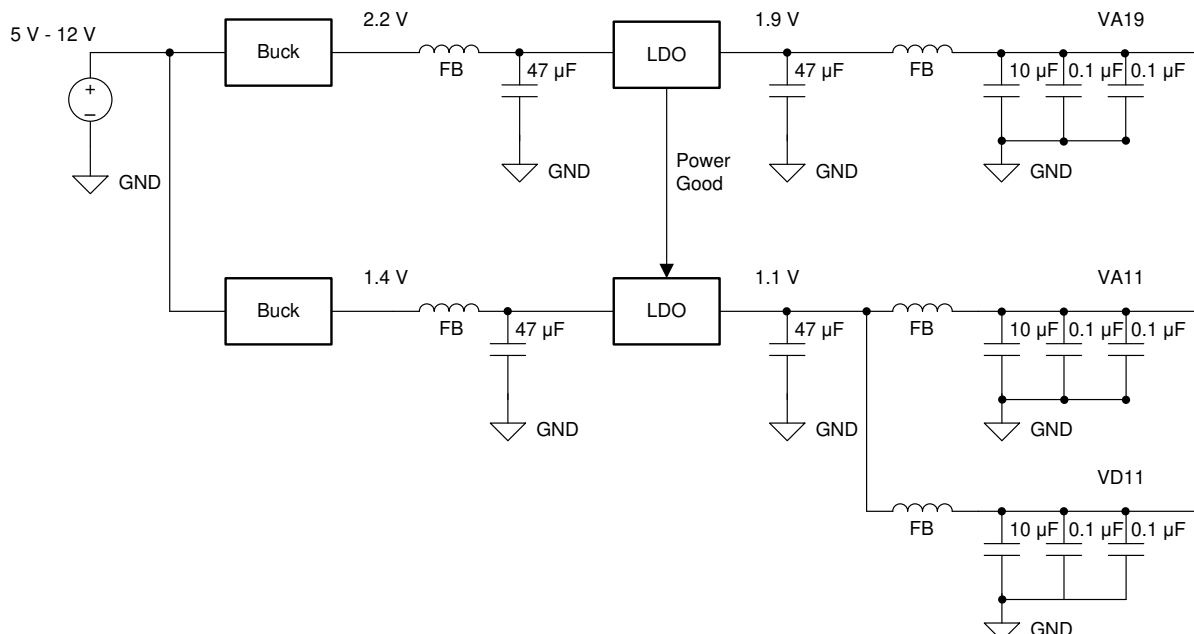 5 V - 12 V
2.2 V
1.9 V
VA19
Buck
FB
47 µF
LDO
47 µF
FB
10 µF
0.1 µF
0.1 µF
+
–
GND
GND
Power
Good
GND
GND
1.4 V
1.1 V
VA11
Buck
FB
47 µF
LDO
47 µF
FB
10 µF
0.1 µF
0.1 µF
GND
GND
GND
VD11
FB
10 µF
0.1 µF
0.1 µF
GND